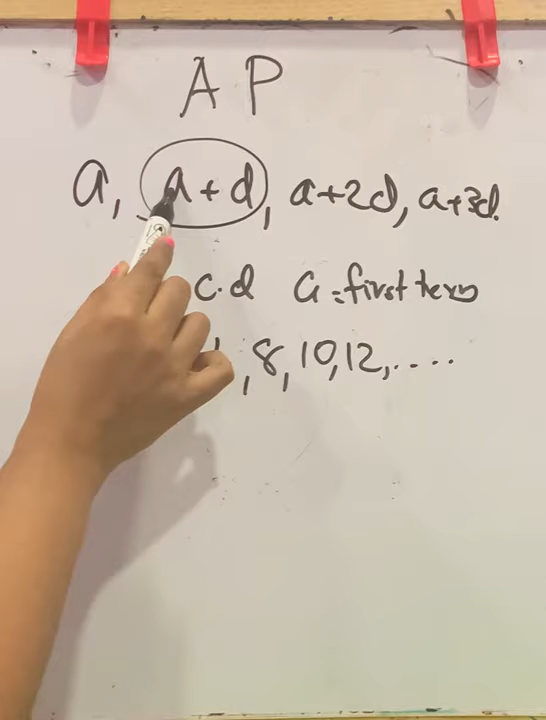 A P
a, a+d, a+2d, a+3d.
c.d a=first term
, 8, 10, 12, ....